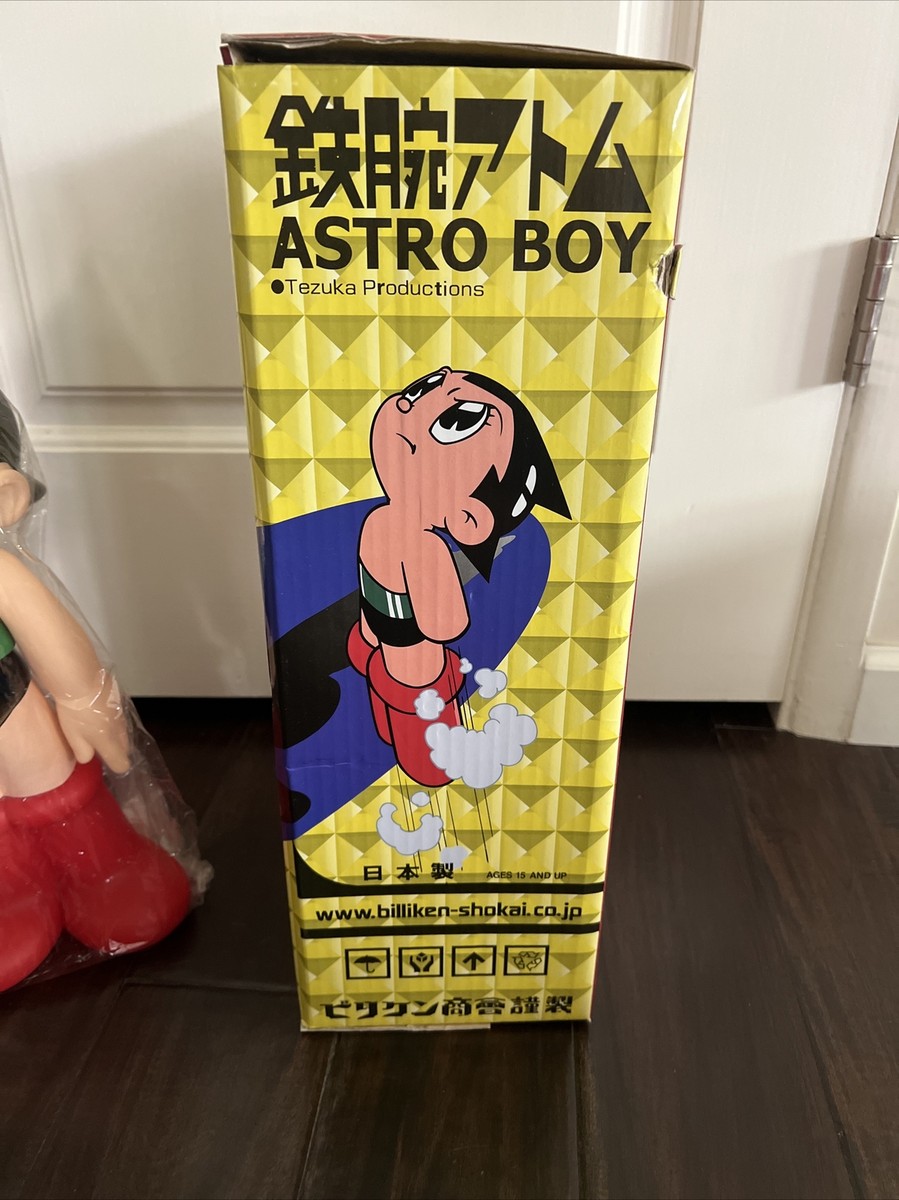 鉄腕アトム
ASTRO BOY
●Tezuka Productions
日本製 AGES 15 AND UP
www.billiken-shokai.co.jp
ビリケン商會謹製